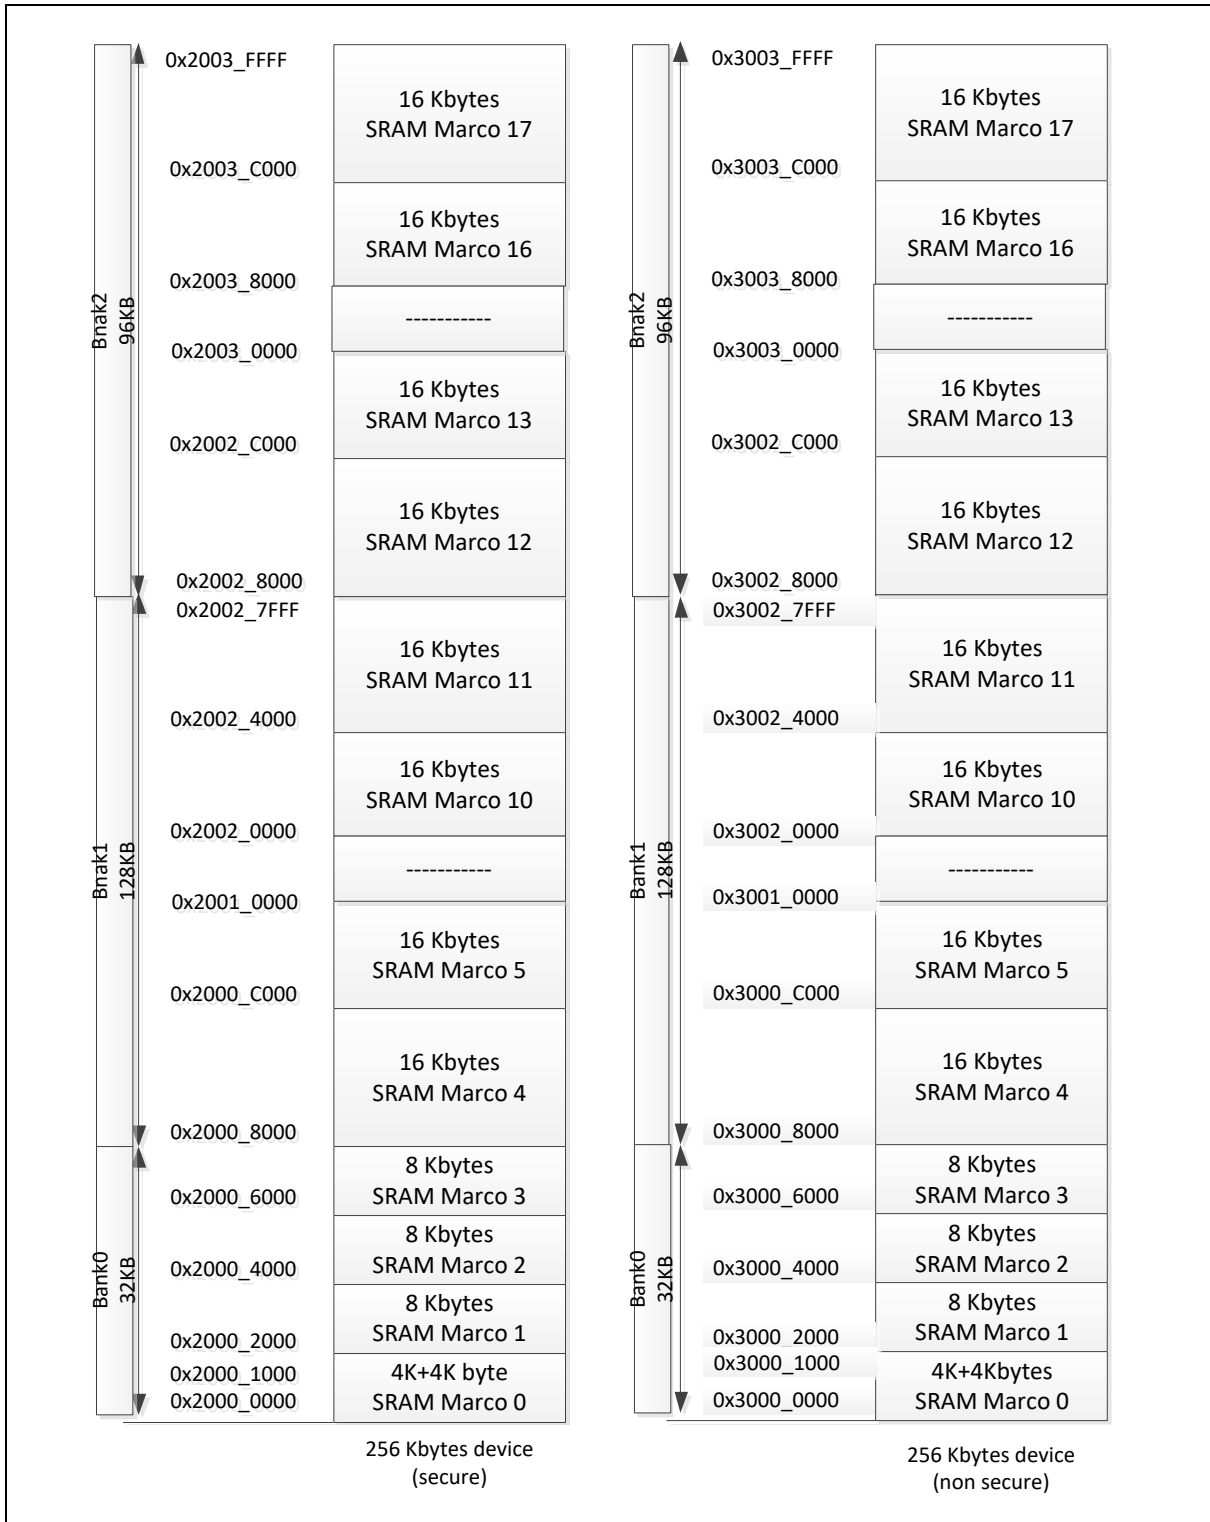 Bnak2
96KB
Bnak1
128KB
Bank0
32KB
0x2003_FFFF
0x2003_C000
0x2003_8000
0x2003_0000
0x2002_C000
0x2002_8000
0x2002_7FFF
0x2002_4000
0x2002_0000
0x2001_0000
0x2000_C000
0x2000_8000
0x2000_6000
0x2000_4000
0x2000_2000
0x2000_1000
0x2000_0000
16 Kbytes
SRAM Marco 17
16 Kbytes
SRAM Marco 16
-----------
16 Kbytes
SRAM Marco 13
16 Kbytes
SRAM Marco 12
16 Kbytes
SRAM Marco 11
16 Kbytes
SRAM Marco 10
-----------
16 Kbytes
SRAM Marco 5
16 Kbytes
SRAM Marco 4
8 Kbytes
SRAM Marco 3
8 Kbytes
SRAM Marco 2
8 Kbytes
SRAM Marco 1
4K+4K byte
SRAM Marco 0
256 Kbytes device
(secure)
Bnak2
96KB
Bank1
128KB
Bank0
32KB
0x3003_FFFF
0x3003_C000
0x3003_8000
0x3003_0000
0x3002_C000
0x3002_8000
0x3002_7FFF
0x3002_4000
0x3002_0000
0x3001_0000
0x3000_C000
0x3000_8000
0x3000_6000
0x3000_4000
0x3000_2000
0x3000_1000
0x3000_0000
16 Kbytes
SRAM Marco 17
16 Kbytes
SRAM Marco 16
-----------
16 Kbytes
SRAM Marco 13
16 Kbytes
SRAM Marco 12
16 Kbytes
SRAM Marco 11
16 Kbytes
SRAM Marco 10
-----------
16 Kbytes
SRAM Marco 5
16 Kbytes
SRAM Marco 4
8 Kbytes
SRAM Marco 3
8 Kbytes
SRAM Marco 2
8 Kbytes
SRAM Marco 1
4K+4Kbytes
SRAM Marco 0
256 Kbytes device
(non secure)